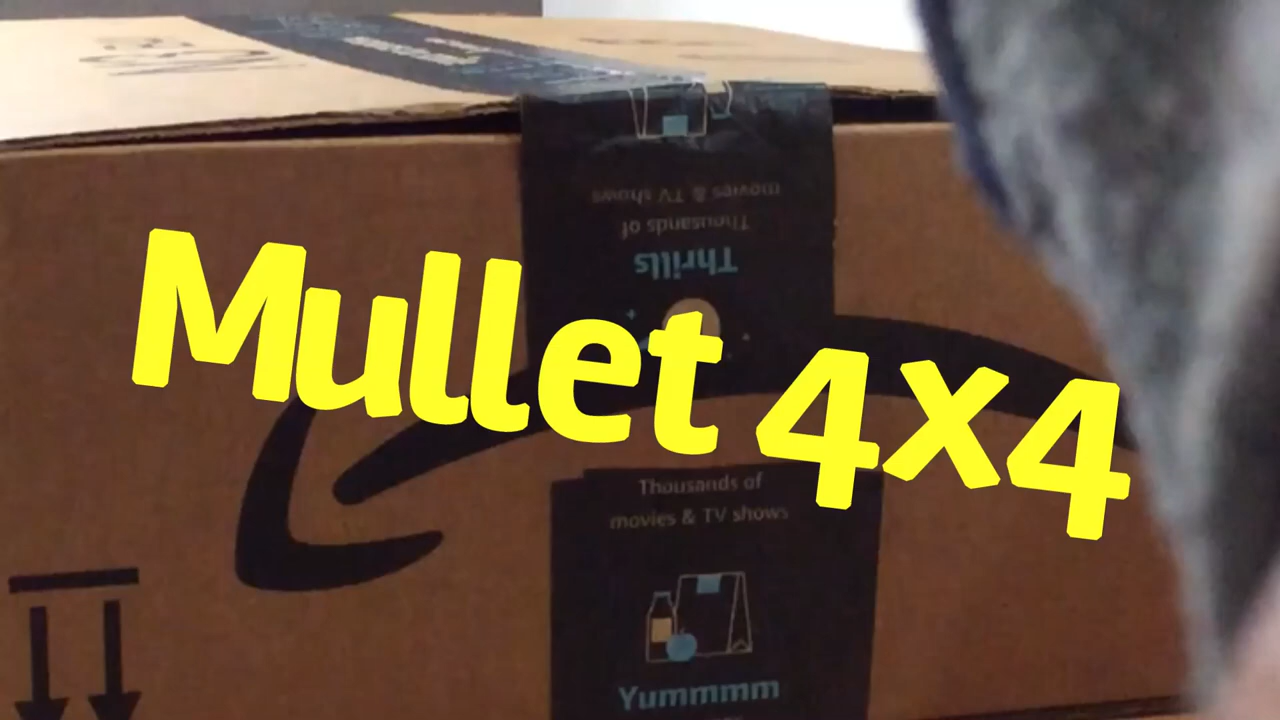 movies & TV shows
Thousands of
Thrills
Mullet 4x4
Thousands of
movies & TV shows
Yummmm